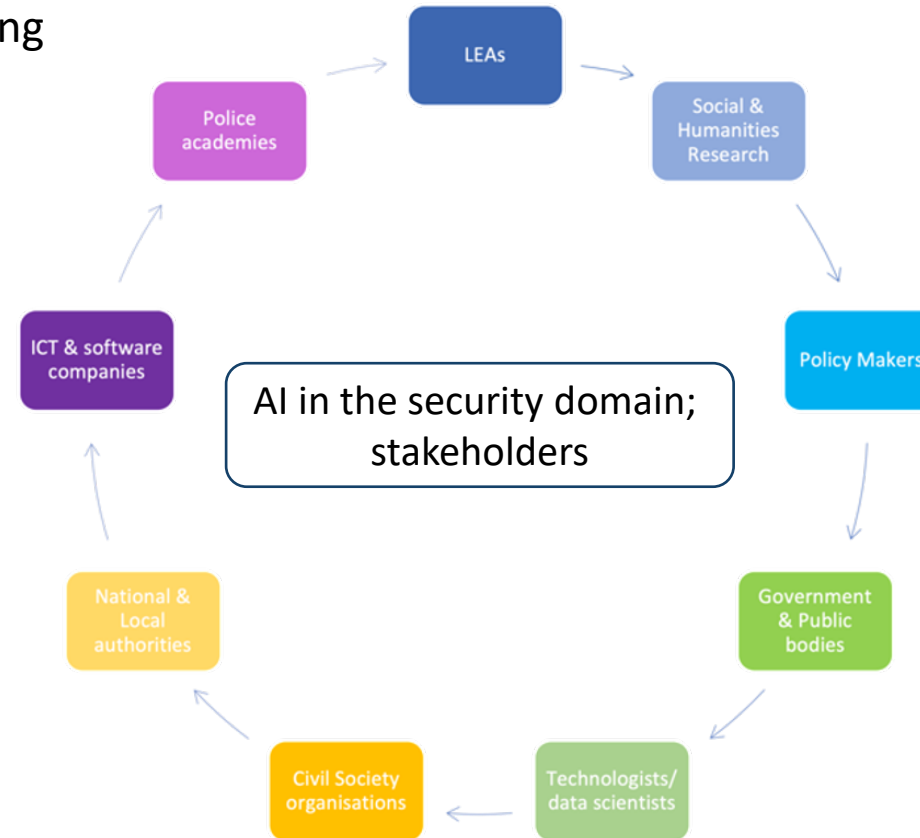 ng
LEAs
Social &
Humanities
Research
Policy Makers
Government
& Public
bodies
Technologists/
data scientists
Civil Society
organisations
National &
Local
authorities
ICT & software
companies
Police
academies
AI in the security domain;
stakeholders